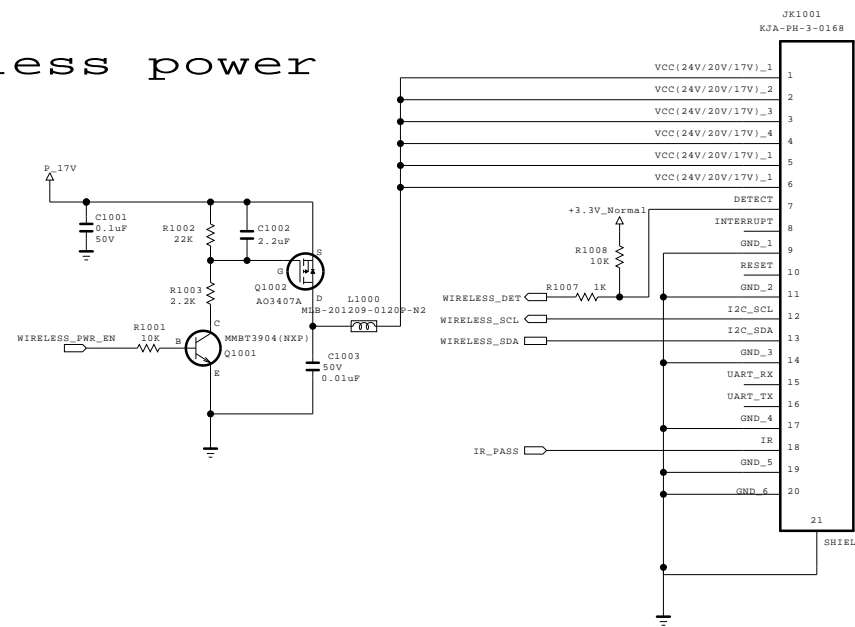 less power
JK1001
KJA-PH-3-0168
VCC(24V/20V/17V)_1
1
VCC(24V/20V/17V)_2
2
VCC(24V/20V/17V)_3
3
VCC(24V/20V/17V)_4
4
VCC(24V/20V/17V)_1
5
VCC(24V/20V/17V)_1
6
DETECT
7
INTERRUPT
8
GND_1
9
RESET
10
GND_2
11
I2C_SCL
12
I2C_SDA
13
GND_3
14
UART_RX
15
UART_TX
16
GND_4
17
IR
18
GND_5
19
GND_6
20
21
SHIEL
P_17V
C1001
0.1uF
50V
R1002
22K
C1002
2.2uF
R1003
2.2K
S
G
D
Q1002
AO3407A
L1000
MLB-201209-0120P-N2
WIRELESS_PWR_EN
R1001
10K
B
C
E
MMBT3904(NXP)
Q1001
C1003
50V
0.01uF
+3.3V_Normal
R1008
10K
R1007 1K
WIRELESS_DET
WIRELESS_SCL
WIRELESS_SDA
IR_PASS